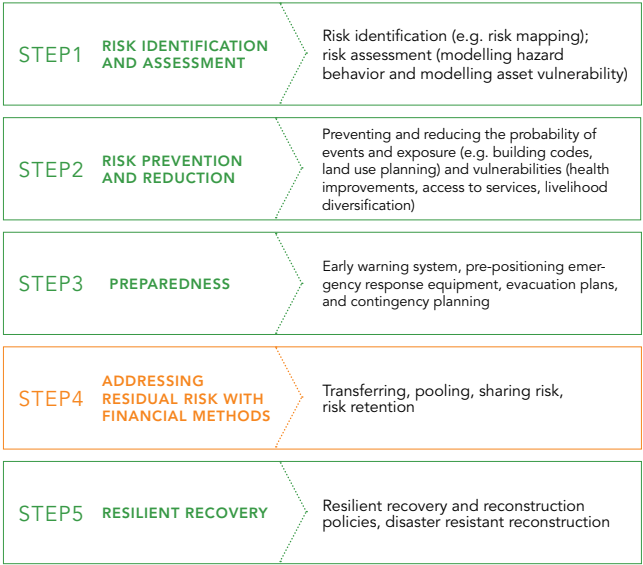 STEP1
RISK IDENTIFICATION
AND ASSESSMENT
Risk identification (e.g. risk mapping);
risk assessment (modelling hazard
behavior and modelling asset vulnerability)
STEP2
RISK PREVENTION
AND REDUCTION
Preventing and reducing the probability of
events and exposure (e.g. building codes,
land use planning) and vulnerabilities (health
improvements, access to services, livelihood
diversification)
STEP3
PREPAREDNESS
Early warning system, pre-positioning emer-
gency response equipment, evacuation plans,
and contingency planning
STEP4
ADDRESSING
RESIDUAL RISK WITH
FINANCIAL METHODS
Transferring, pooling, sharing risk,
risk retention
STEP5
RESILIENT RECOVERY
Resilient recovery and reconstruction
policies, disaster resistant reconstruction